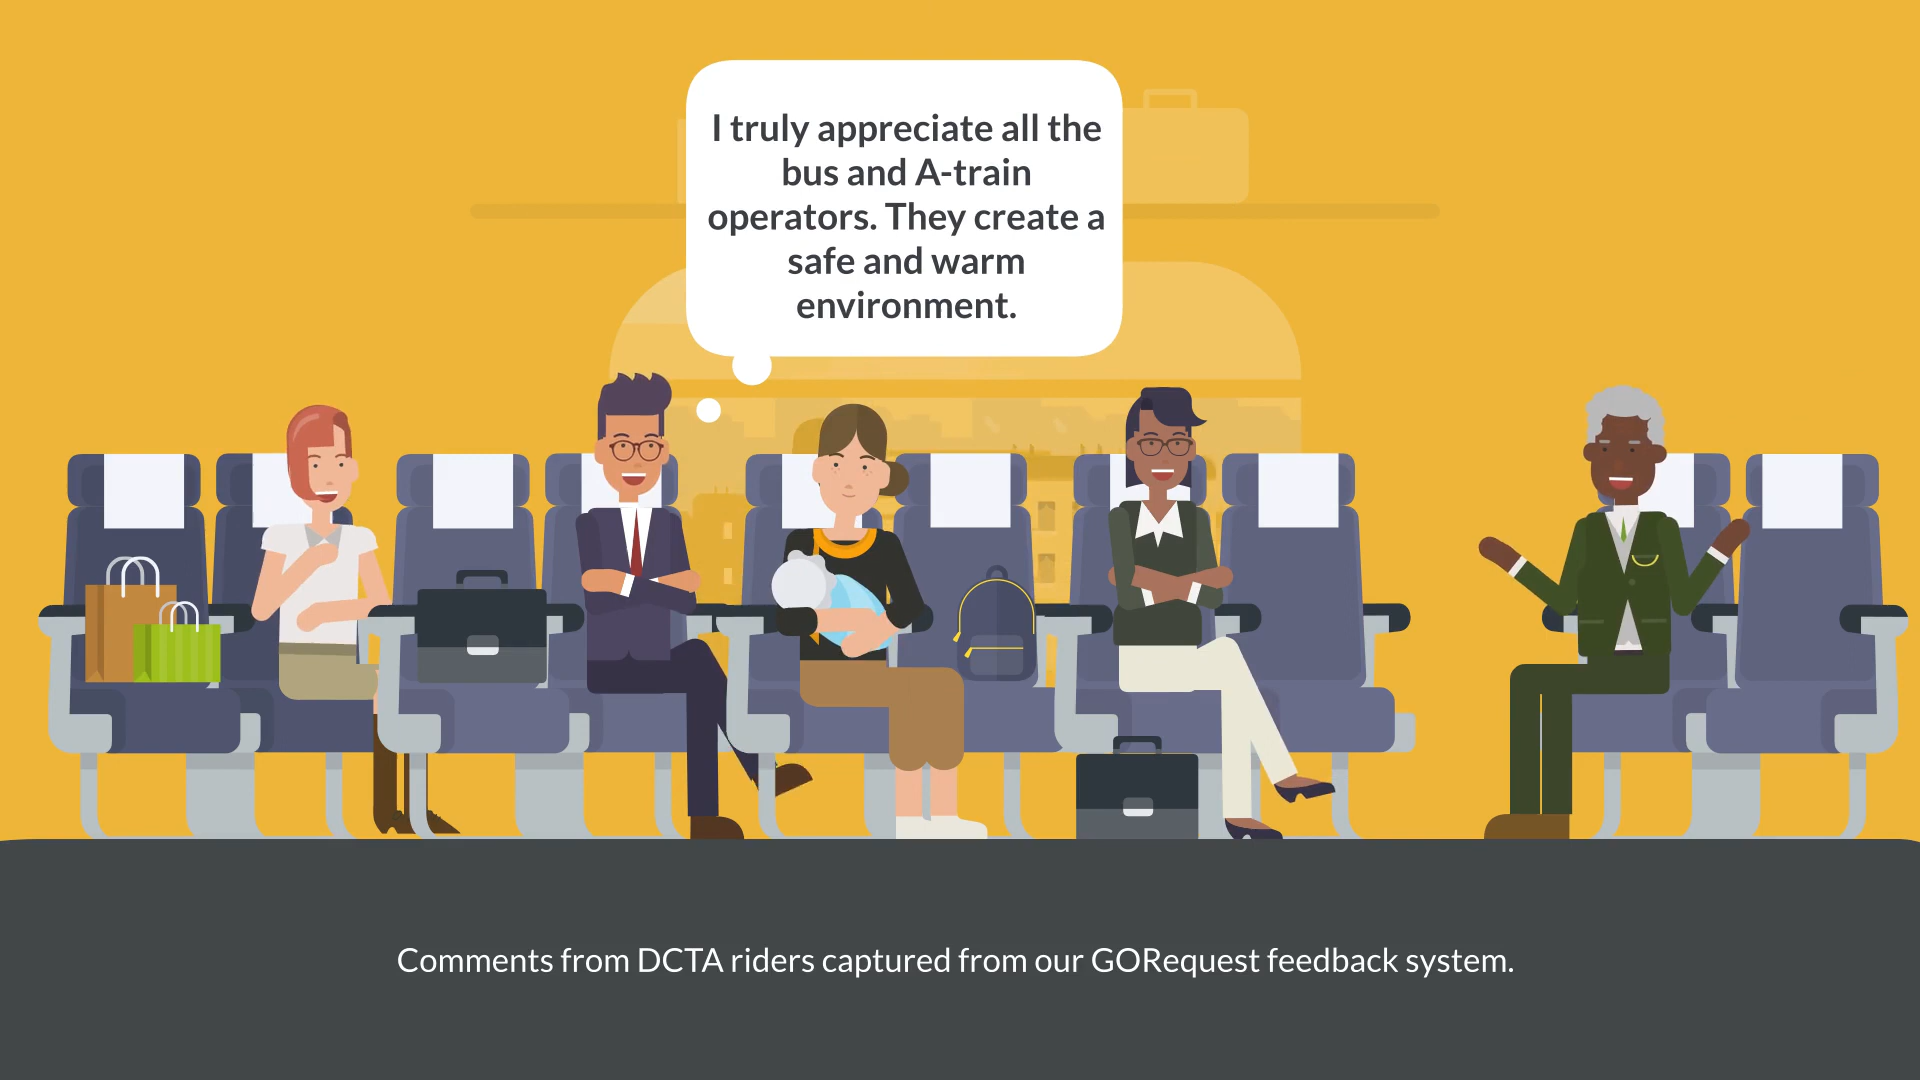 I truly appreciate all the
bus and A-train
operators. They create a
safe and warm
environment.
Comments from DCTA riders captured from our GORequest feedback system.